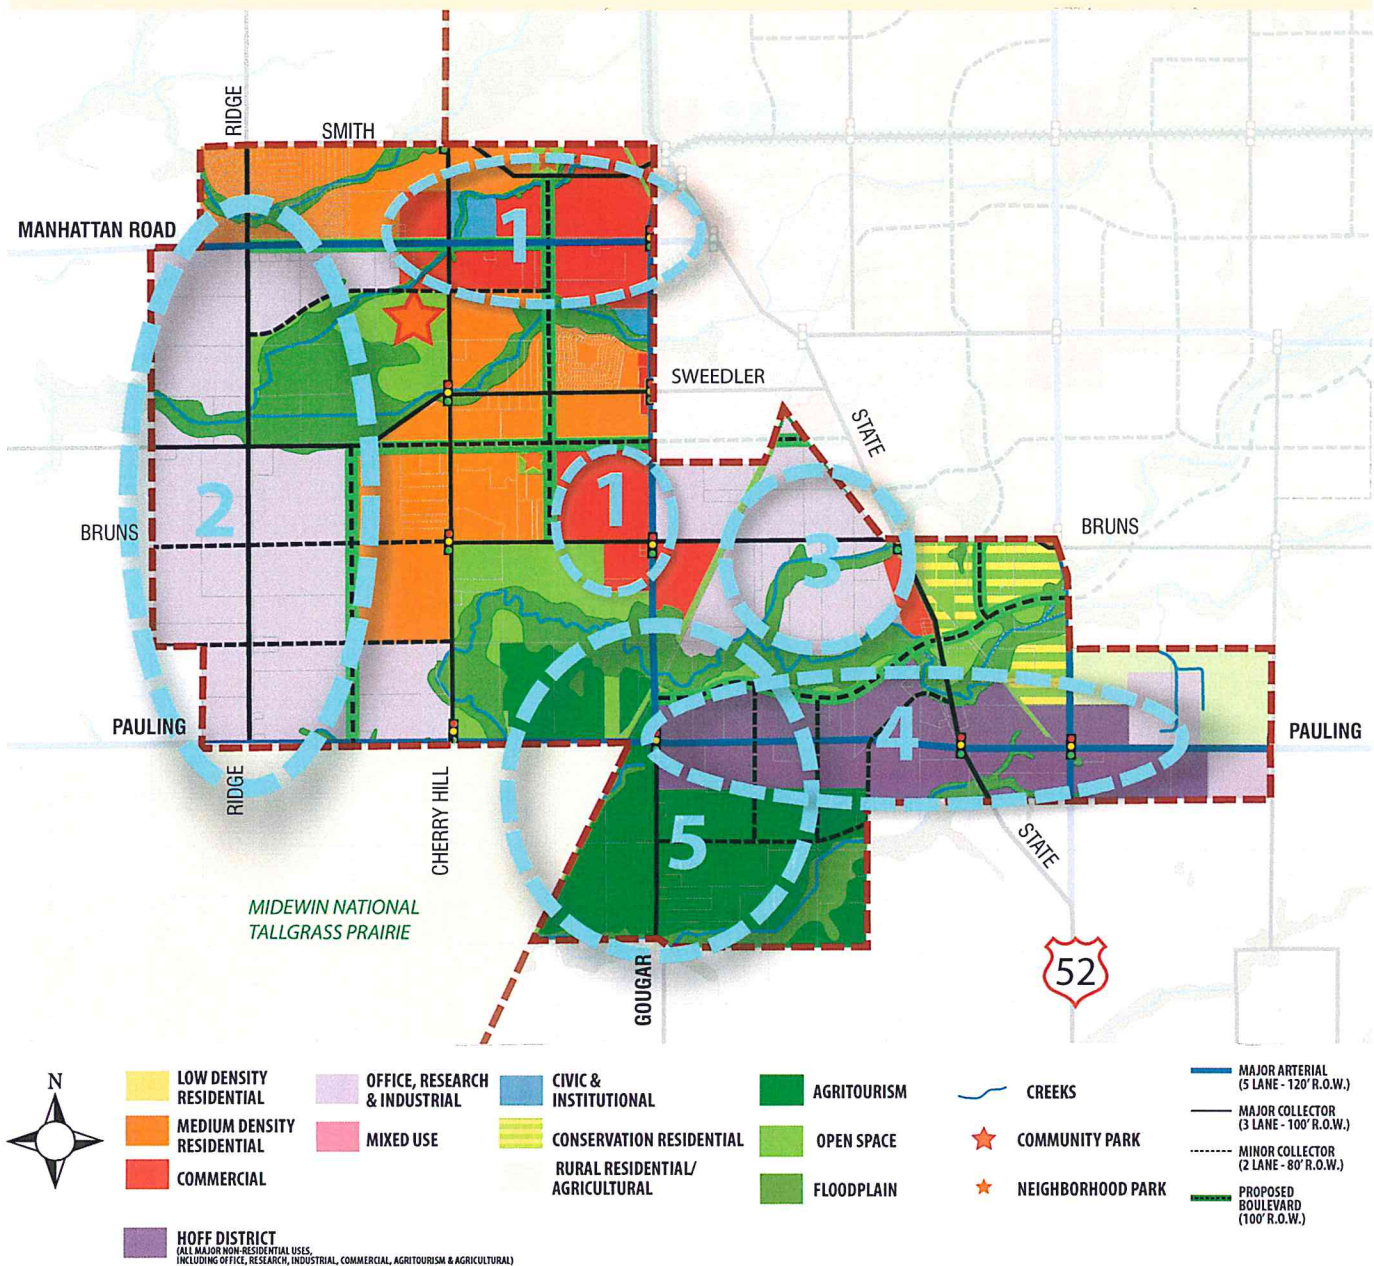 RIDGE
SMITH
MANHATTAN ROAD
1
SWEEDLER
STATE
2
1
BRUNS
3
BRUNS
PAULING
4
PAULING
RIDGE
CHERRY HILL
5
STATE
MIDEWIN NATIONAL
TALLGRASS PRAIRIE
GOUGAR
52
N
LOW DENSITY
RESIDENTIAL
MEDIUM DENSITY
RESIDENTIAL
COMMERCIAL
HOFF DISTRICT
(ALL MAJOR NON-RESIDENTIAL USES,
INCLUDING OFFICE, RESEARCH, INDUSTRIAL, COMMERCIAL, AGRITOURISM & AGRICULTURAL)
OFFICE, RESEARCH
& INDUSTRIAL
MIXED USE
CIVIC &
INSTITUTIONAL
CONSERVATION RESIDENTIAL
RURAL RESIDENTIAL/
AGRICULTURAL
AGRITOURISM
OPEN SPACE
FLOODPLAIN
CREEKS
COMMUNITY PARK
NEIGHBORHOOD PARK
MAJOR ARTERIAL
(5 LANE - 120' R.O.W.)
MAJOR COLLECTOR
(3 LANE - 100' R.O.W.)
MINOR COLLECTOR
(2 LANE - 80' R.O.W.)
PROPOSED
BOULEVARD
(100' R.O.W.)